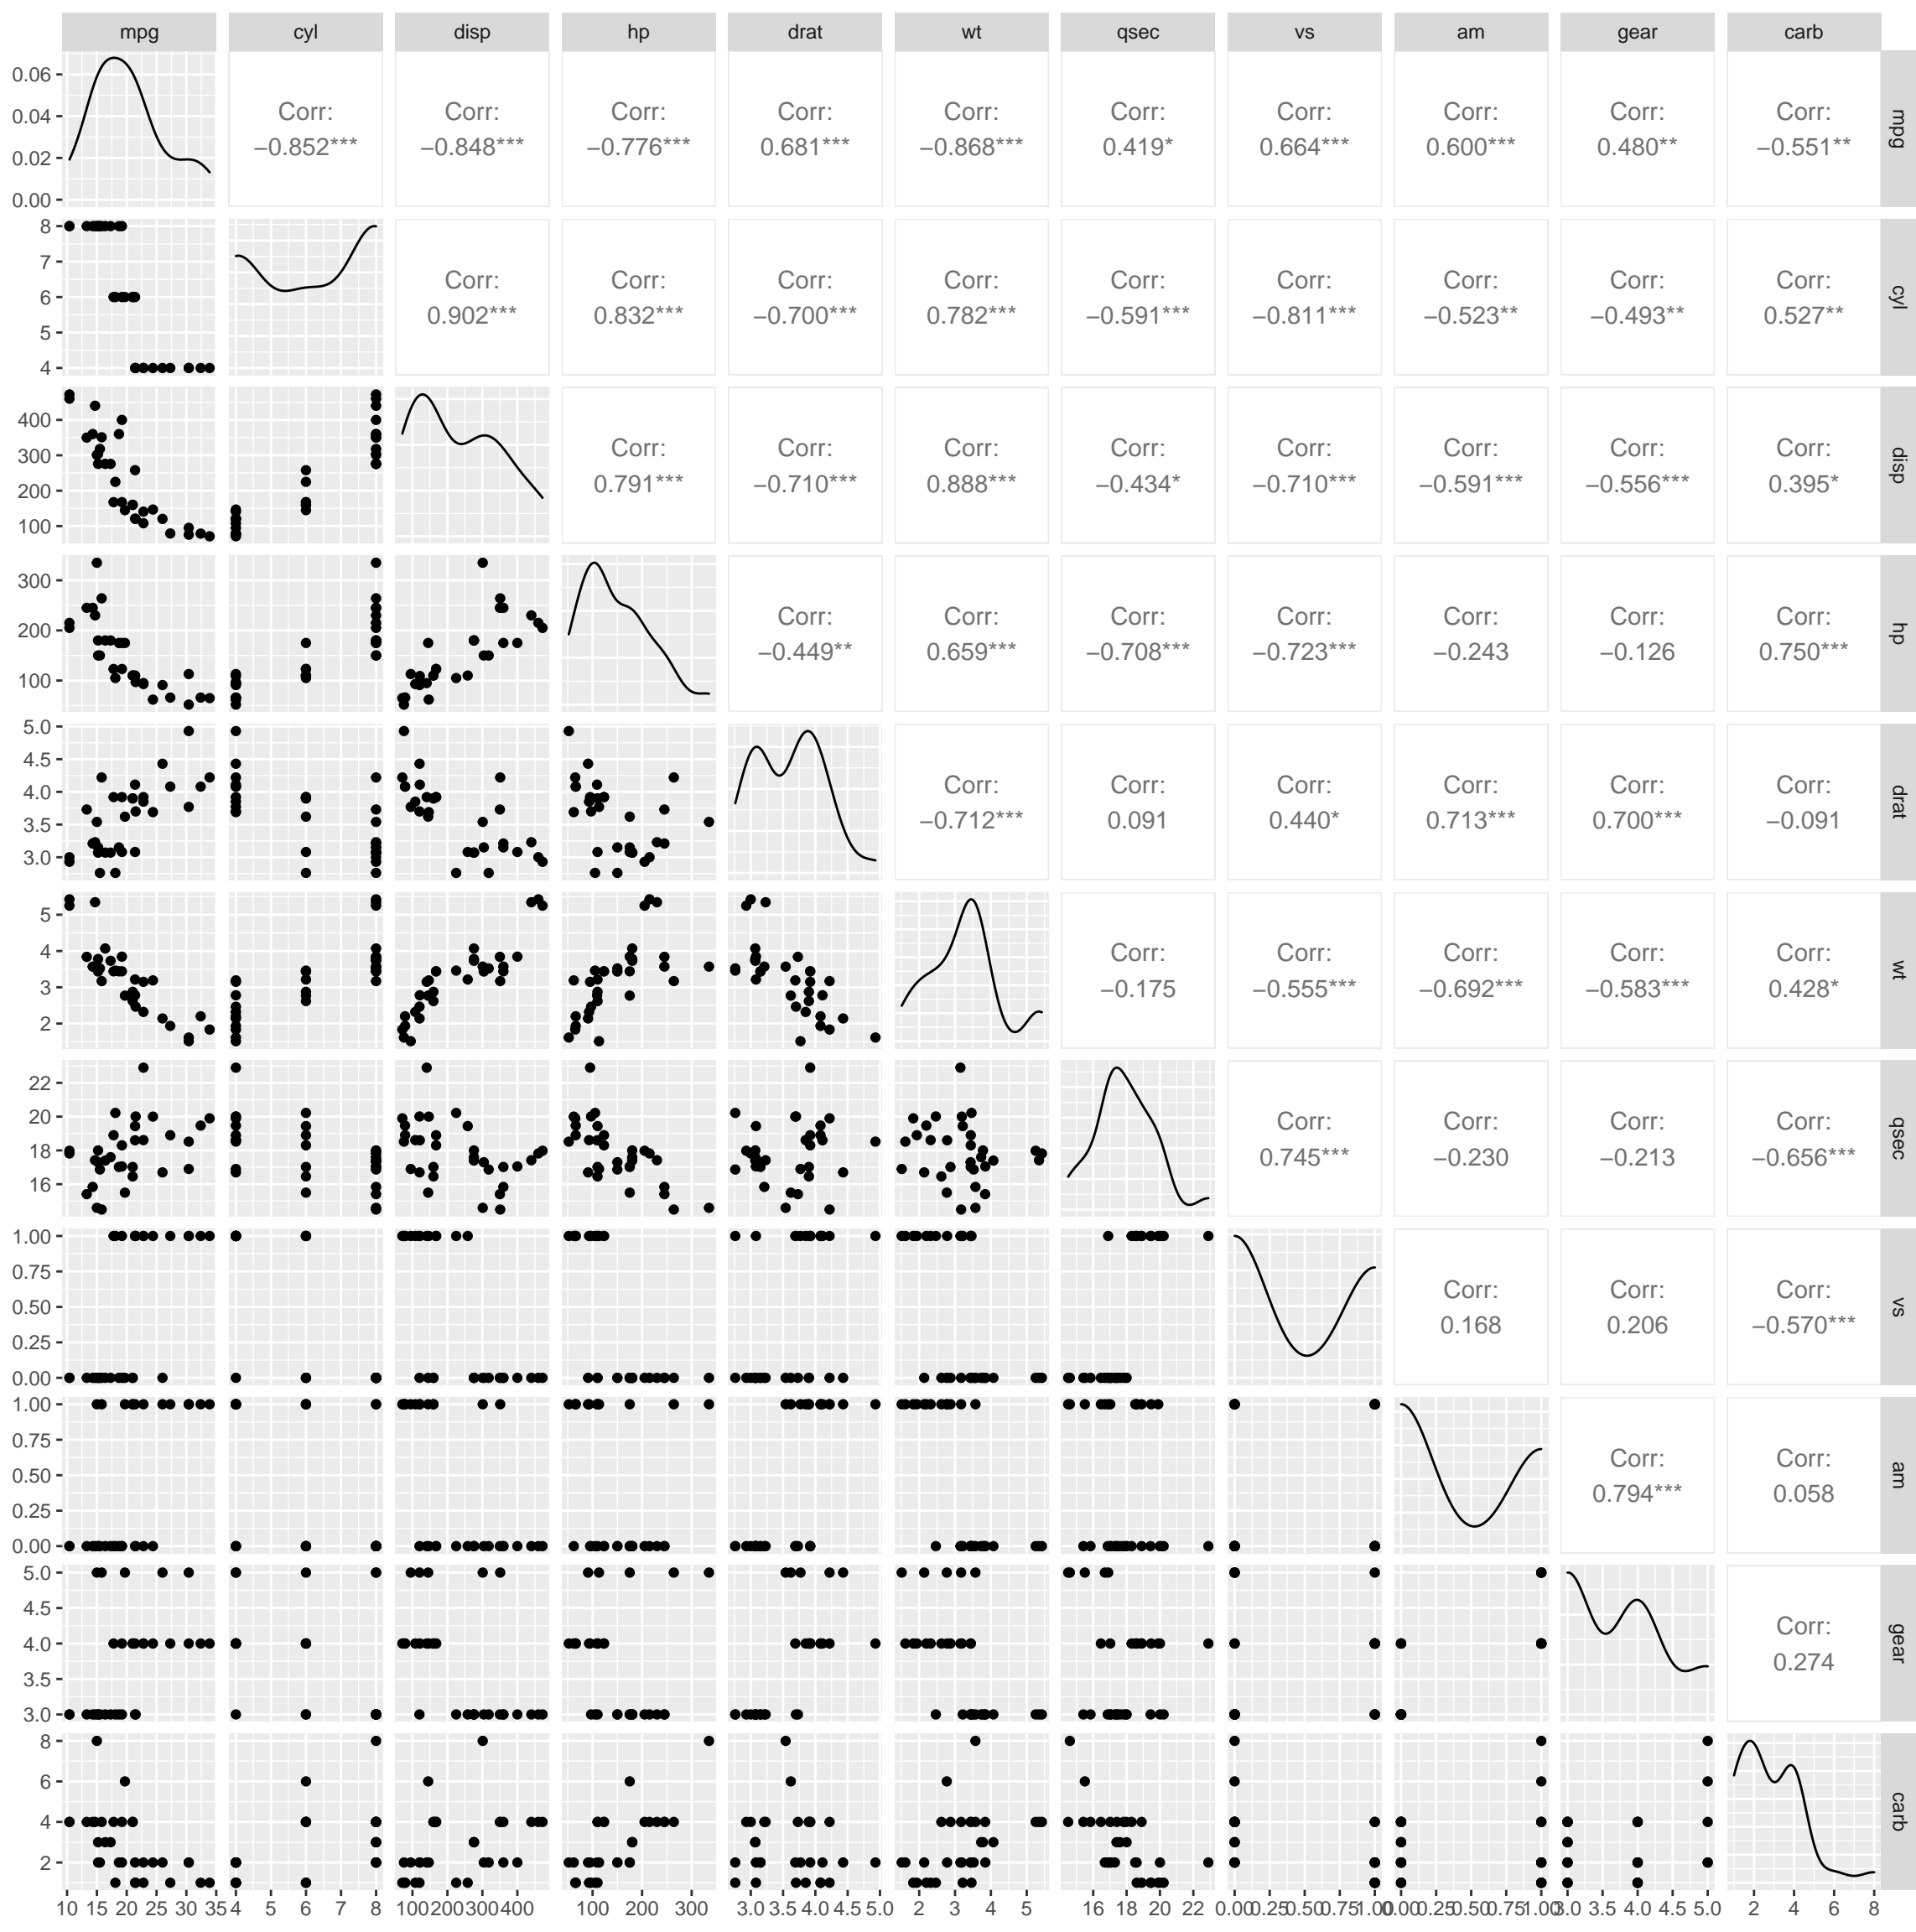 mpg cyl disp hp drat wt qsec vs am gear carb
0.06
0.04
0.02
0.00
Corr: Corr: Corr: Corr: Corr: Corr: Corr: Corr: Corr: Corr:
−0.852*** −0.848*** −0.776*** 0.681*** −0.868*** 0.419* 0.664*** 0.600*** 0.480** −0.551**
mpg
8
7
6
5
4
Corr: Corr: Corr: Corr: Corr: Corr: Corr: Corr: Corr:
0.902*** 0.832*** −0.700*** 0.782*** −0.591*** −0.811*** −0.523** −0.493** 0.527**
cyl
400
300
200
100
Corr: Corr: Corr: Corr: Corr: Corr: Corr: Corr:
0.791*** −0.710*** 0.888*** −0.434* −0.710*** −0.591*** −0.556*** 0.395*
disp
300
200
100
Corr: Corr: Corr: Corr: Corr: Corr: Corr:
−0.449** 0.659*** −0.708*** −0.723*** −0.243 −0.126 0.750***
hp
5.0
4.5
4.0
3.5
3.0
Corr: Corr: Corr: Corr: Corr: Corr:
−0.712*** 0.091 0.440* 0.713*** 0.700*** −0.091
drat
5
4
3
2
Corr: Corr: Corr: Corr: Corr:
−0.175 −0.555*** −0.692*** −0.583*** 0.428*
wt
22
20
18
16
Corr: Corr: Corr: Corr:
0.745*** −0.230 −0.213 −0.656***
qsec
1.00
0.75
0.50
0.25
0.00
Corr: Corr: Corr:
0.168 0.206 −0.570***
vs
1.00
0.75
0.50
0.25
0.00
Corr: Corr:
0.794*** 0.058
am
5.0
4.5
4.0
3.5
3.0
Corr:
0.274
gear
8
6
4
2
carb
10 15 20 25 30 35 4 5 6 7 8 100 200 300 400 100 200 300 3.0 3.5 4.0 4.5 5.0 2 3 4 5 16 18 20 22 0.00 0.25 0.50 0.75 1.00 0.00 0.25 0.50 0.75 1.00 3.0 3.5 4.0 4.5 5.0 2 4 6 8